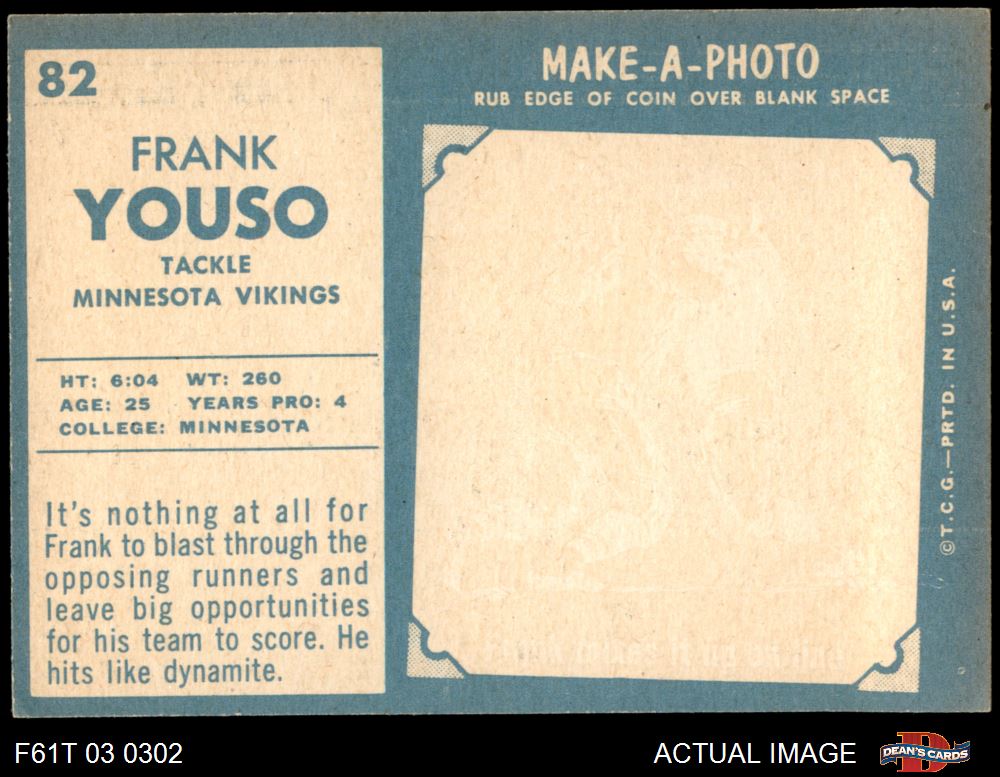 82
FRANK
YOUSO
TACKLE
MINNESOTA VIKINGS
HT: 6:04 WT: 260
AGE: 25 YEARS PRO: 4
COLLEGE: MINNESOTA
It's nothing at all for
Frank to blast through the
opposing runners and
leave big opportunities
for his team to score. He
hits like dynamite.
MAKE-A-PHOTO
RUB EDGE OF COIN OVER BLANK SPACE
©T.C.G.—PRTD. IN U.S.A.
F61T 03 0302
ACTUAL IMAGE
DEAN'S CARDS